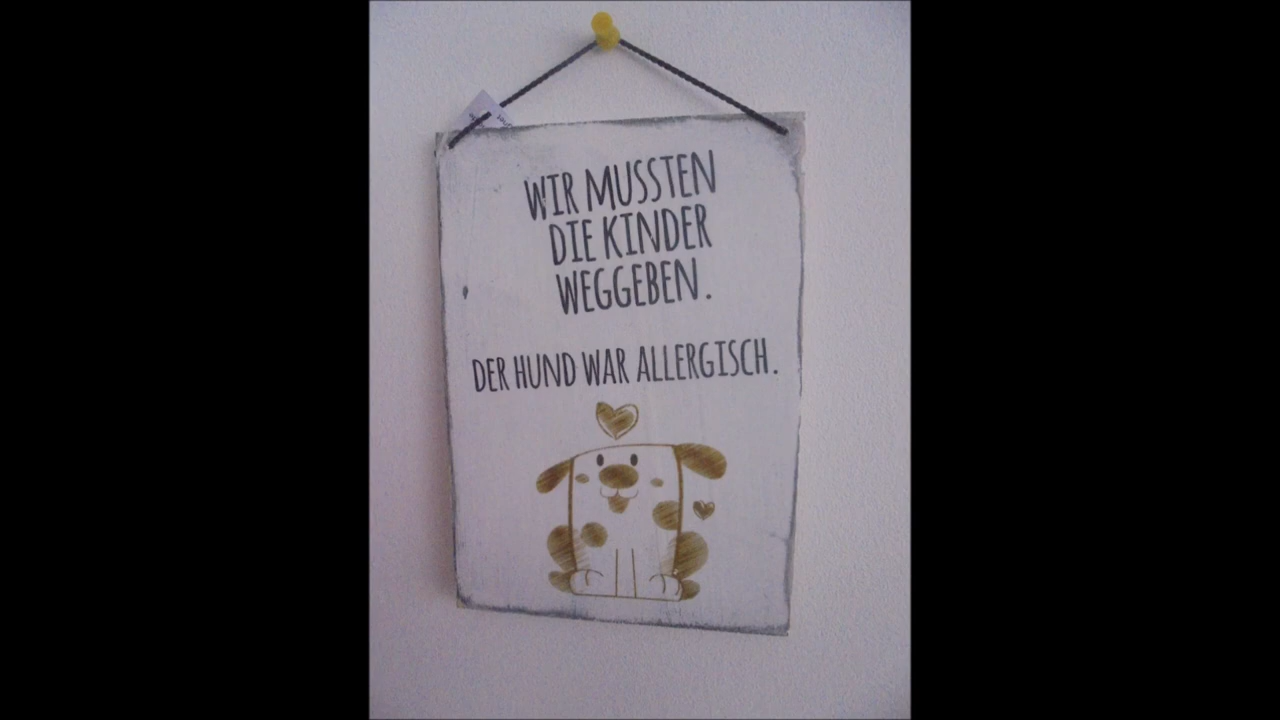 WIR MUSSTEN
DIE KINDER
WEGGEBEN.
DER HUND WAR ALLERGISCH.